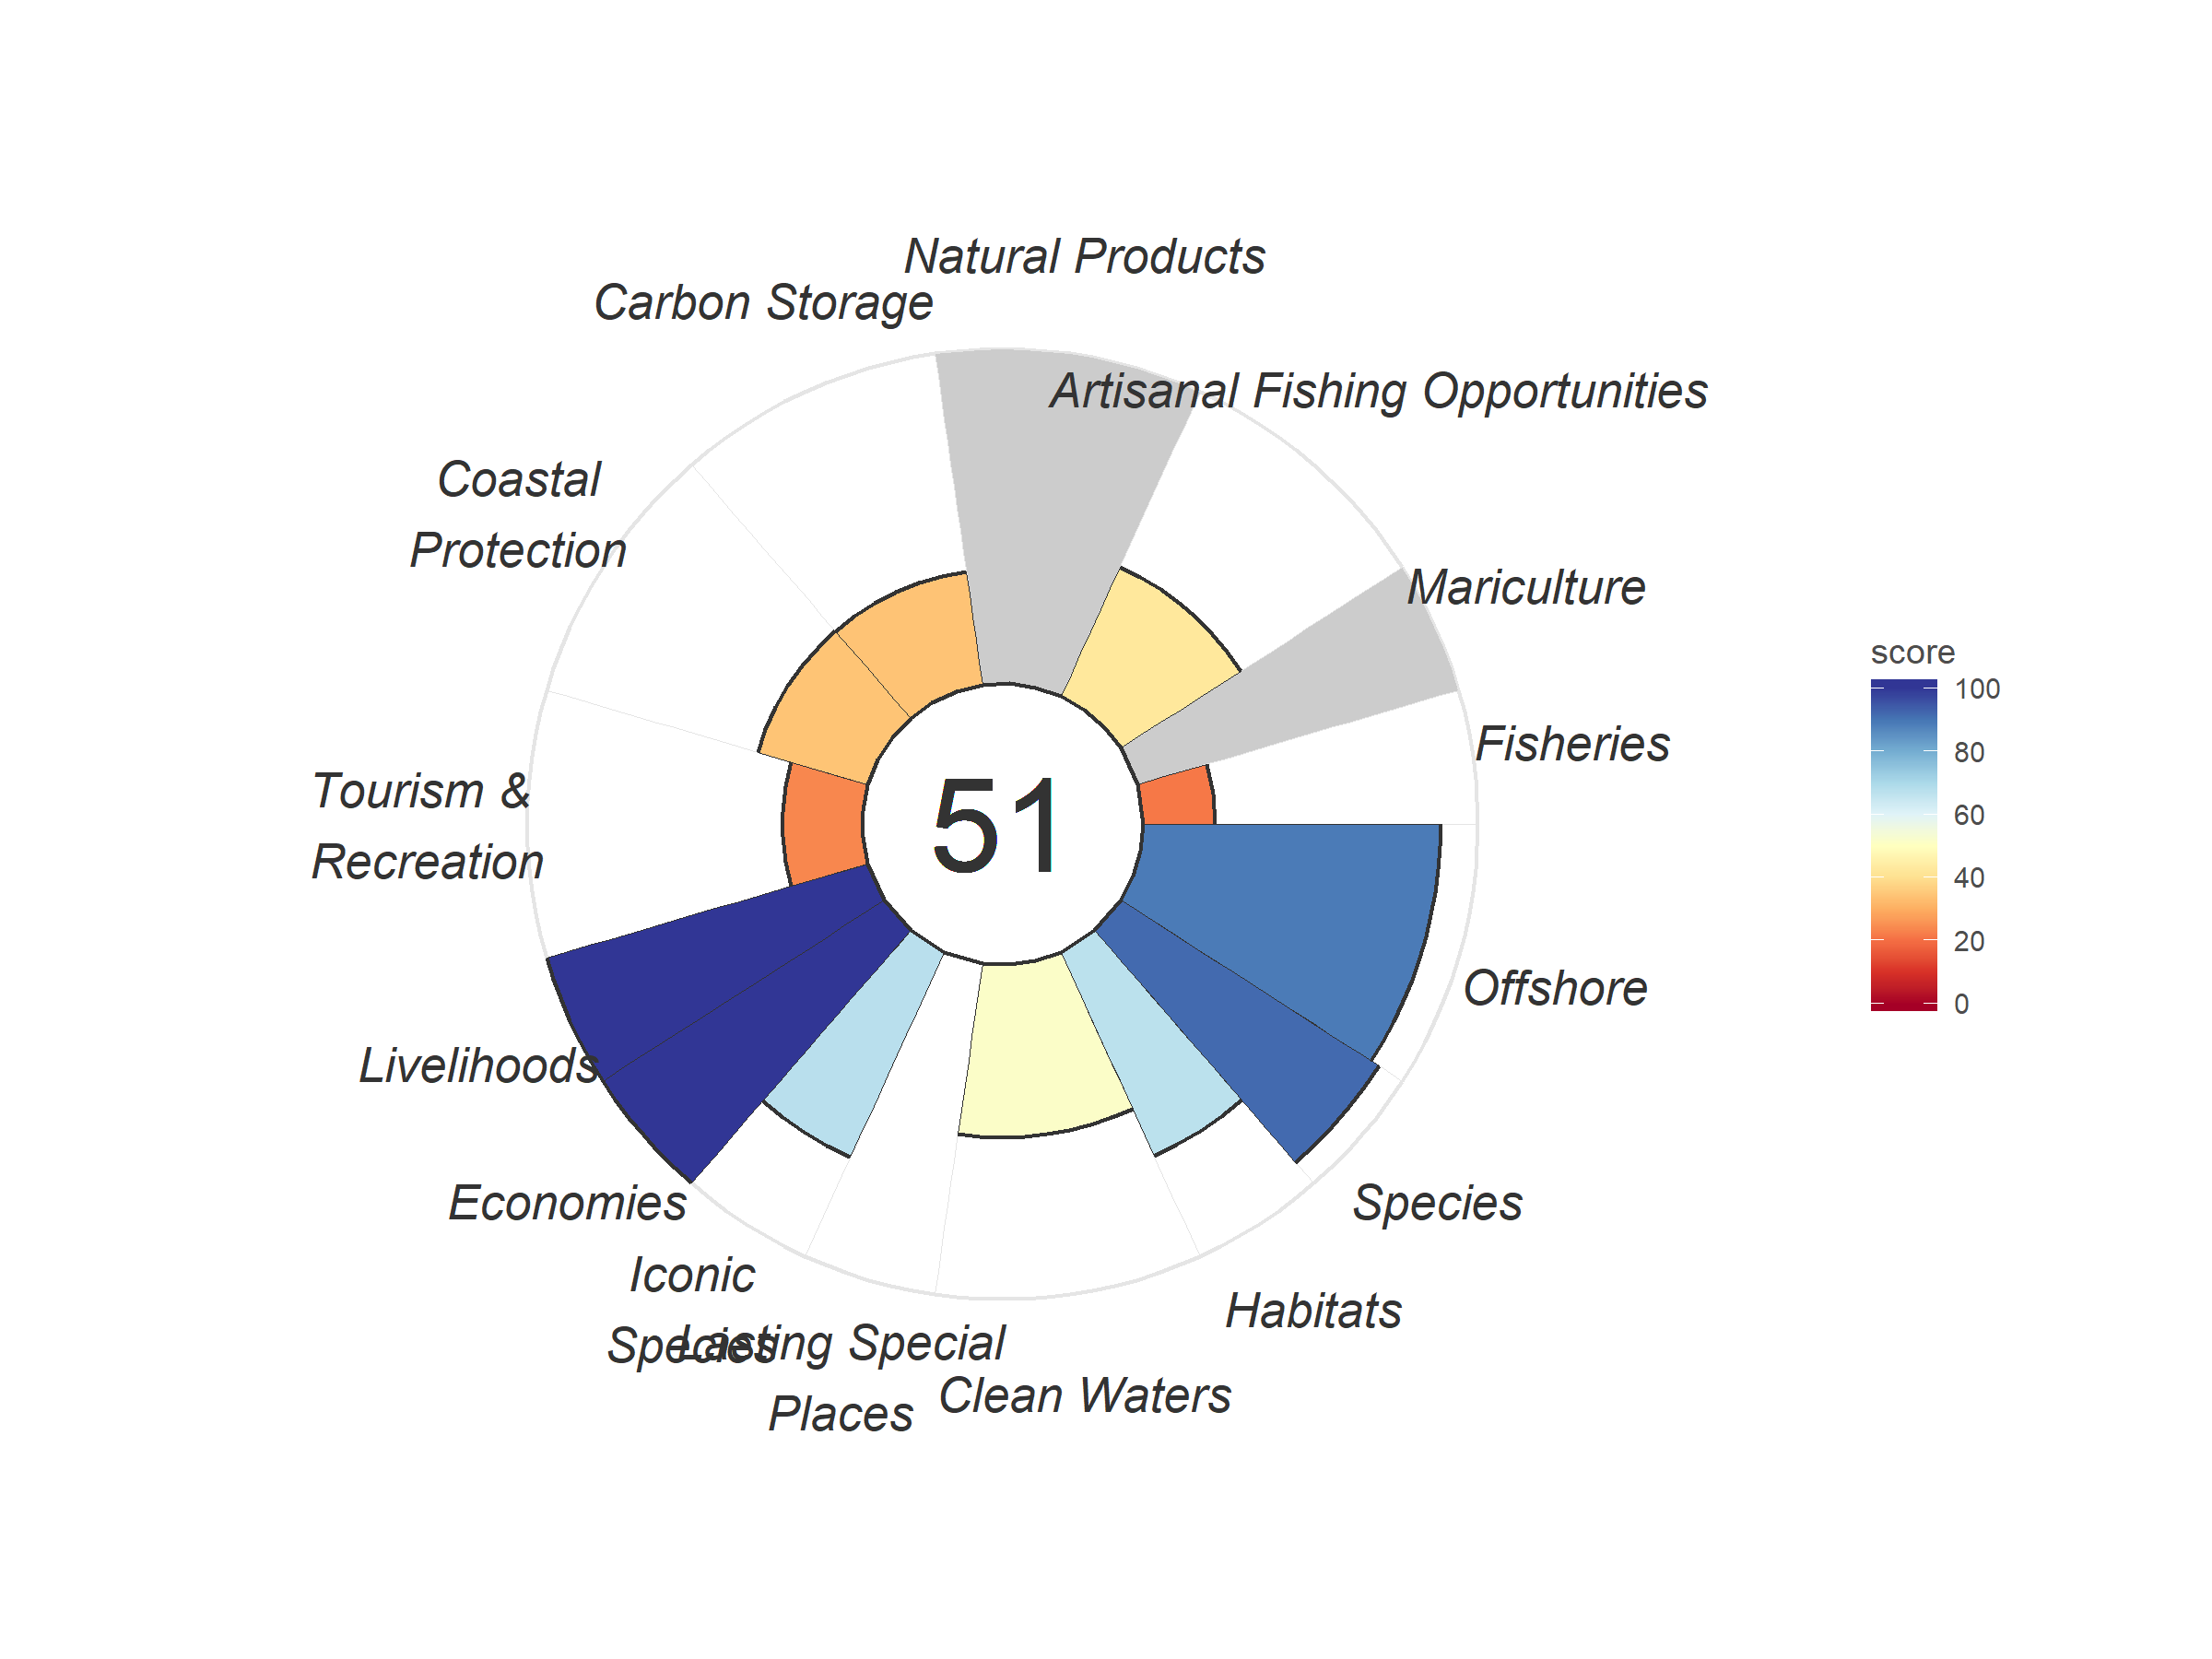 Natural Products
Carbon Storage
Artisanal Fishing Opportunities
Coastal
Protection
Mariculture
Fisheries
Tourism &
Recreation
51
Offshore
Livelihoods
Economies
Species
Iconic
Species
Habitats
Lasting Special
Places
Clean Waters
score
100
80
60
40
20
0